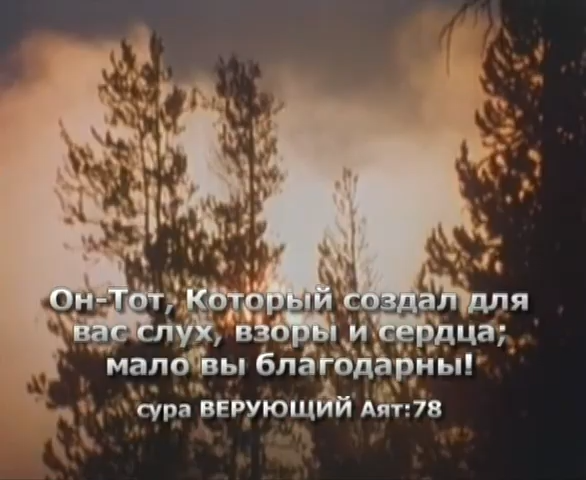 Он-Тот, Который создал для
вас слух, взоры и сердца;
мало вы благодарны!
сура ВЕРУЮЩИЙ Аят:78